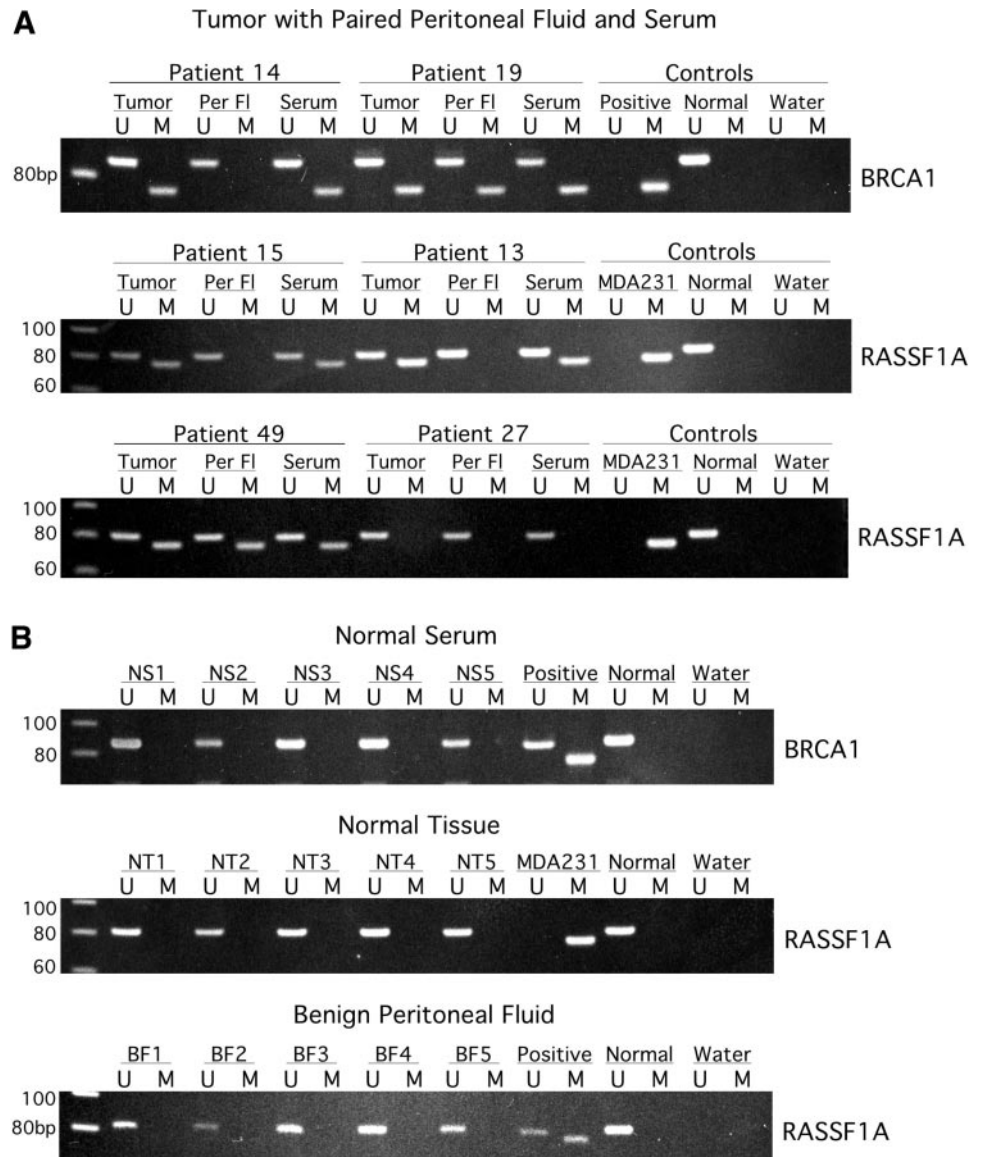 A
Tumor with Paired Peritoneal Fluid and Serum
Patient 14 Patient 19 Controls
Tumor Per Fl Serum Tumor Per Fl Serum Positive Normal Water
U M U M U M U M U M U M U M U M U M
80bp
BRCA1
Patient 15 Patient 13 Controls
Tumor Per Fl Serum Tumor Per Fl Serum MDA231 Normal Water
U M U M U M U M U M U M U M U M U M
100
80
RASSF1A
60
Patient 49 Patient 27 Controls
Tumor Per Fl Serum Tumor Per Fl Serum MDA231 Normal Water
U M U M U M U M U M U M U M U M U M
100
80
RASSF1A
60
B
Normal Serum
NS1 NS2 NS3 NS4 NS5 Positive Normal Water
U M U M U M U M U M U M U M U M
100
80
BRCA1
Normal Tissue
NT1 NT2 NT3 NT4 NT5 MDA231 Normal Water
U M U M U M U M U M U M U M U M
100
80
RASSF1A
60
Benign Peritoneal Fluid
BF1 BF2 BF3 BF4 BF5 Positive Normal Water
U M U M U M U M U M U M U M U M
100
80bp
RASSF1A